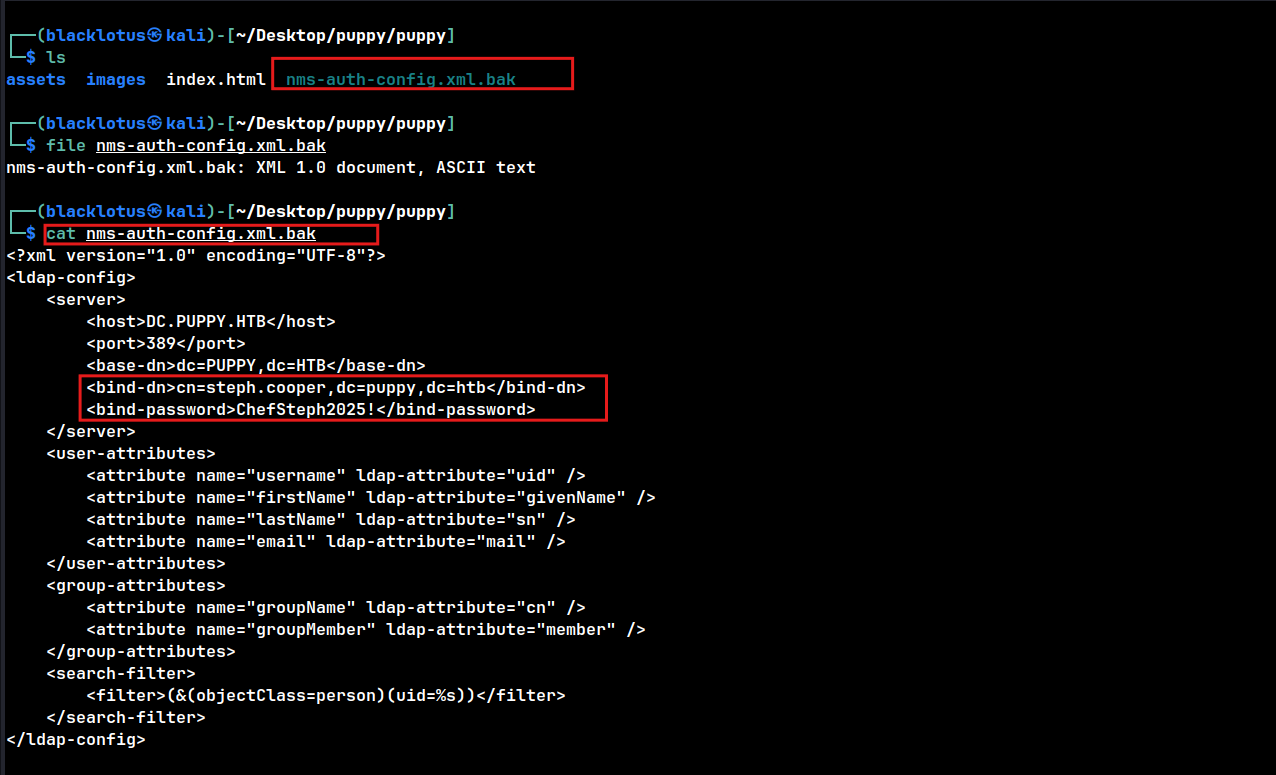 ┌──(blacklotus㉿kali)-[~/Desktop/puppy/puppy]
└─$ ls
assets  images  index.html  nms-auth-config.xml.bak
┌──(blacklotus㉿kali)-[~/Desktop/puppy/puppy]
└─$ file nms-auth-config.xml.bak
nms-auth-config.xml.bak: XML 1.0 document, ASCII text
┌──(blacklotus㉿kali)-[~/Desktop/puppy/puppy]
└─$ cat nms-auth-config.xml.bak
<?xml version="1.0" encoding="UTF-8"?>
<ldap-config>
    <server>
        <host>DC.PUPPY.HTB</host>
        <port>389</port>
        <base-dn>dc=PUPPY,dc=HTB</base-dn>
        <bind-dn>cn=steph.cooper,dc=puppy,dc=htb</bind-dn>
        <bind-password>ChefSteph2025!</bind-password>
    </server>
    <user-attributes>
        <attribute name="username" ldap-attribute="uid" />
        <attribute name="firstName" ldap-attribute="givenName" />
        <attribute name="lastName" ldap-attribute="sn" />
        <attribute name="email" ldap-attribute="mail" />
    </user-attributes>
    <group-attributes>
        <attribute name="groupName" ldap-attribute="cn" />
        <attribute name="groupMember" ldap-attribute="member" />
    </group-attributes>
    <search-filter>
        <filter>(&(objectClass=person)(uid=%s))</filter>
    </search-filter>
</ldap-config>